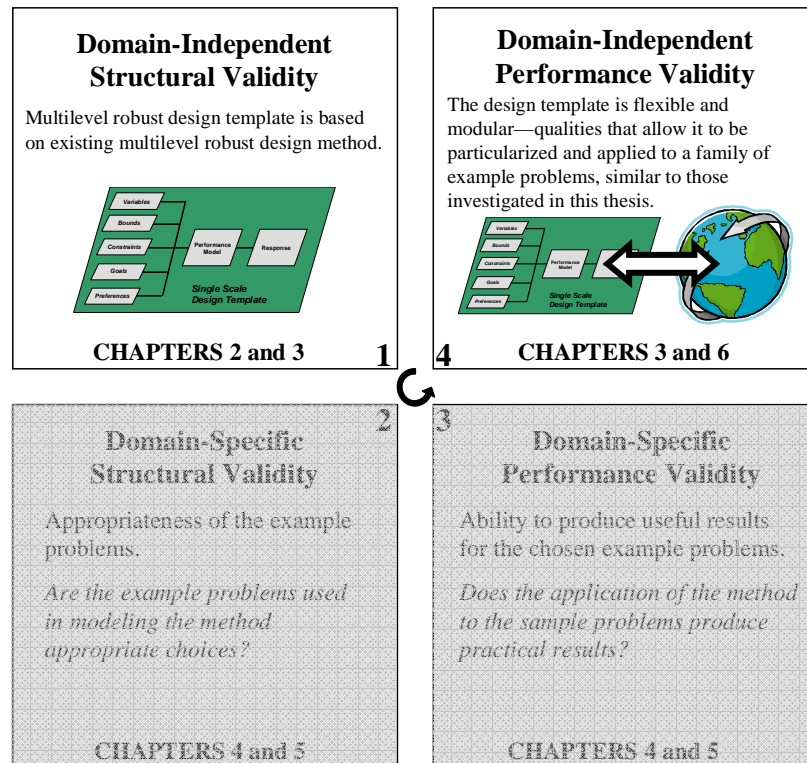 Domain-Independent
Structural Validity
Multilevel robust design template is based
on existing multilevel robust design method.
Variables
Bounds
Constraints
Goals
Preferences
Performance
Model
Response
Single Scale
Design Template
CHAPTERS 2 and 3
1
Domain-Independent
Performance Validity
The design template is flexible and
modular—qualities that allow it to be
particularized and applied to a family of
example problems, similar to those
investigated in this thesis.
Variables
Bounds
Constraints
Goals
Preferences
Performance
Model
Single Scale
Design Template
4
CHAPTERS 3 and 6
2
Domain-Specific
Structural Validity
Appropriateness of the example
problems.
Are the example problems used
in modeling the method
appropriate choices?
CHAPTERS 4 and 5
3
Domain-Specific
Performance Validity
Ability to produce useful results
for the chosen example problems.
Does the application of the method
to the sample problems produce
practical results?
CHAPTERS 4 and 5